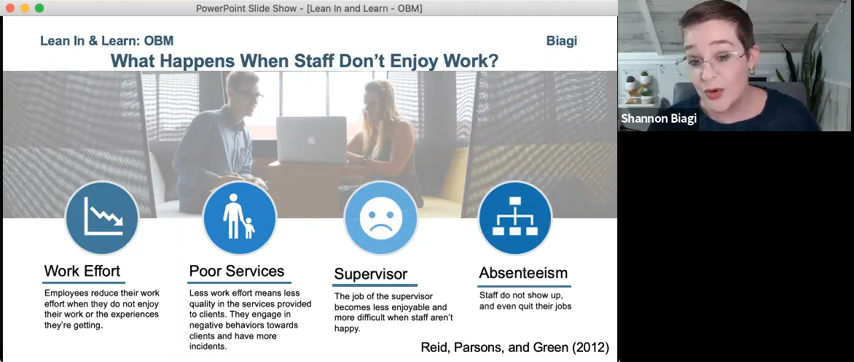 PowerPoint Slide Show - [Lean In and Learn - OBM]
Lean In & Learn: OBM
Biagi
What Happens When Staff Don't Enjoy Work?
Shannon Biagi
Work Effort
Employees reduce their work
effort when they do not enjoy
their work or the experiences
they're getting.
Poor Services
Less work effort means less
quality in the services provided
to clients. They engage in
negative behaviors towards
clients and have more
incidents.
Supervisor
The job of the supervisor
becomes less enjoyable and
more difficult when staff aren't
happy.
Absenteeism
Staff do not show up,
and even quit their jobs
Reid, Parsons, and Green (2012)